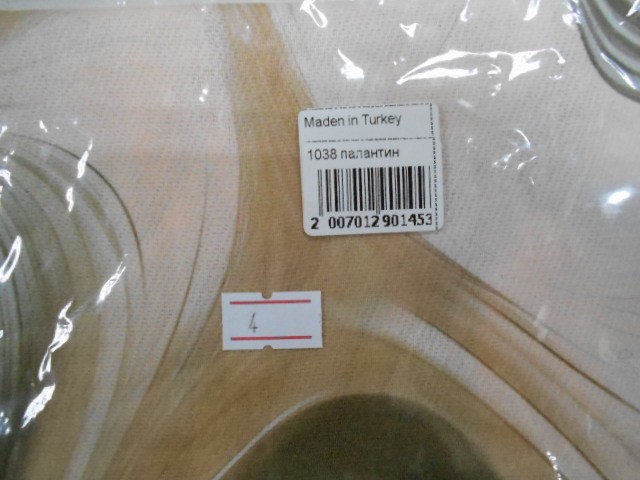 Maden in Turkey
1038 палантин
2 007012 901453
4